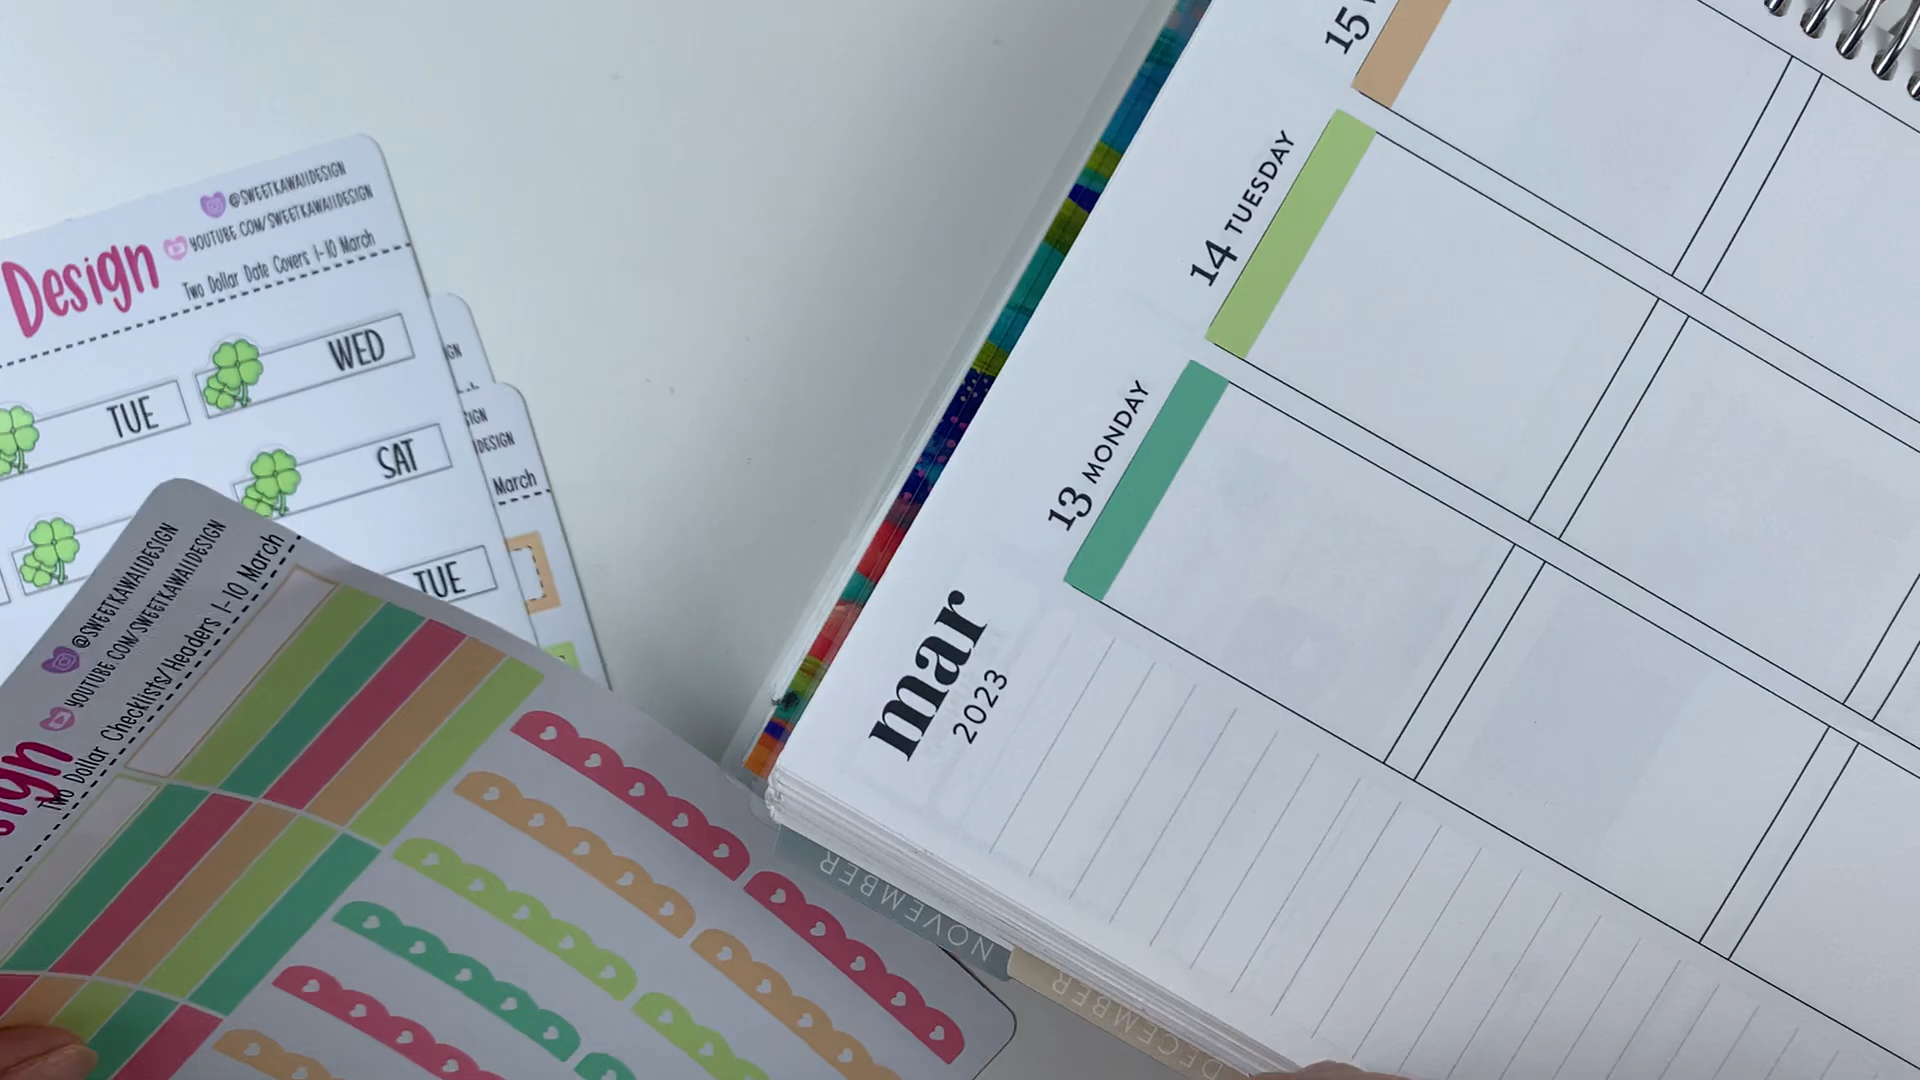 @SWEETKAWAIIDESIGN
YOUTUBE.COM/SWEETKAWAIIDESIGN
Design
Two Dollar Date Covers 1-10 March
WED
TUE
SAT
TUE
March
@SWEETKAWAIIDESIGN
YOUTUBE.COM/SWEETKAWAIIDESIGN
Two Dollar Checklists/Headers 1-10 March
15
14 TUESDAY
13 MONDAY
mar
2023
NOVEMBER
DECEMBER